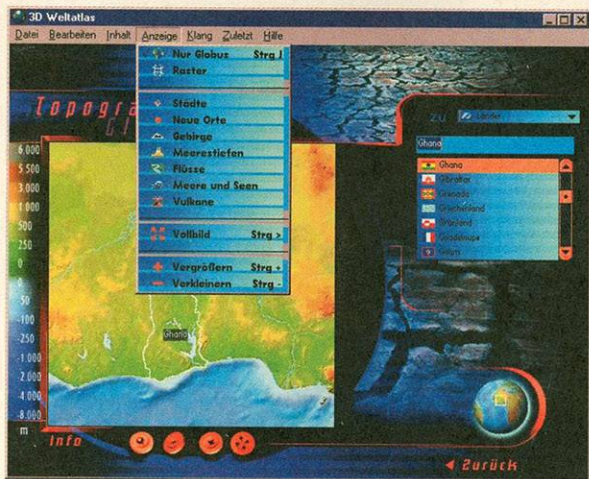 3D Weltatlas
Datei Bearbeiten Inhalt Anzeige Klang Zuletzt Hilfe
Nur Globus Strg J
Raster
Städte
Neue Orte
Gebirge
Meerestiefen
Flüsse
Meere und Seen
Vulkane
Vollbild Strg >
Vergrößern Strg +
Verkleinern Strg -
Topogra
zu Länder
Ghana
Ghana
Gibraltar
Grenada
Griechenland
Grönland
Guadeloupe
6.000
5.500
3.000
1.000
500
250
0
0
50
-100
-250
-1.000
-2.000
-4.000
-8.000
m
Ghana
Info
Zurück